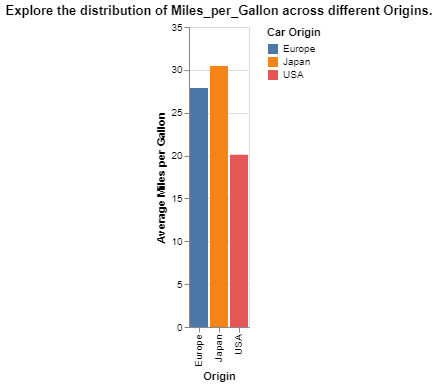 Explore the distribution of Miles_per_Gallon across different Origins.
35
30
25
20
15
10
5
0
Average Miles per Gallon
Europe
Japan
USA
Origin
Car Origin
Europe
Japan
USA